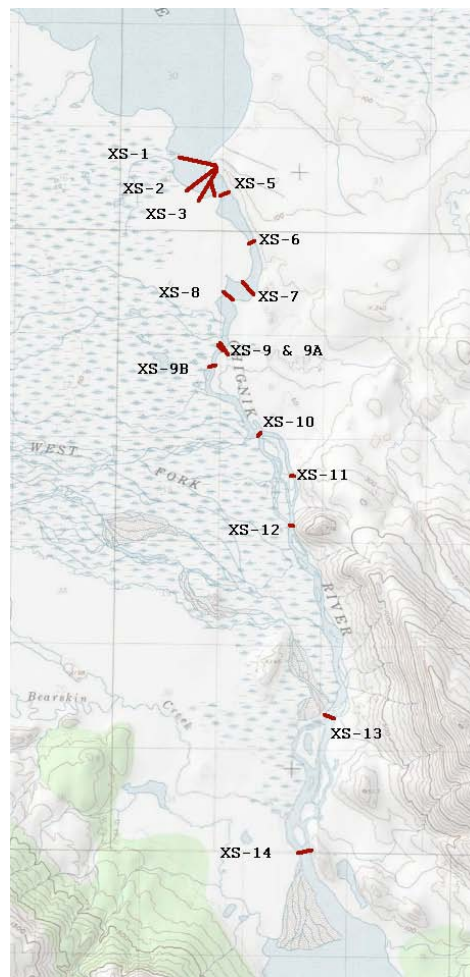 E
XS-1
XS-2
XS-5
XS-3
XS-6
XS-8
XS-7
XS-9 & 9A
XS-9B
CHIGNIK
XS-10
WEST
FORK
XS-11
XS-12
RIVER
Bearskin
Creek
XS-13
XS-14